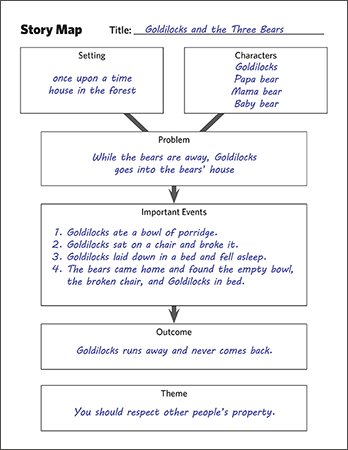 Story Map Title: Goldilocks and the Three Bears
Setting
once upon a time
house in the forest
Characters
Goldilocks
Papa bear
Mama bear
Baby bear
Problem
While the bears are away, Goldilocks
goes into the bears' house
Important Events
1. Goldilocks ate a bowl of porridge.
2. Goldilocks sat on a chair and broke it.
3. Goldilocks laid down in a bed and fell asleep.
4. The bears came home and found the empty bowl,
the broken chair, and Goldilocks in bed.
Outcome
Goldilocks runs away and never comes back.
Theme
You should respect other people's property.